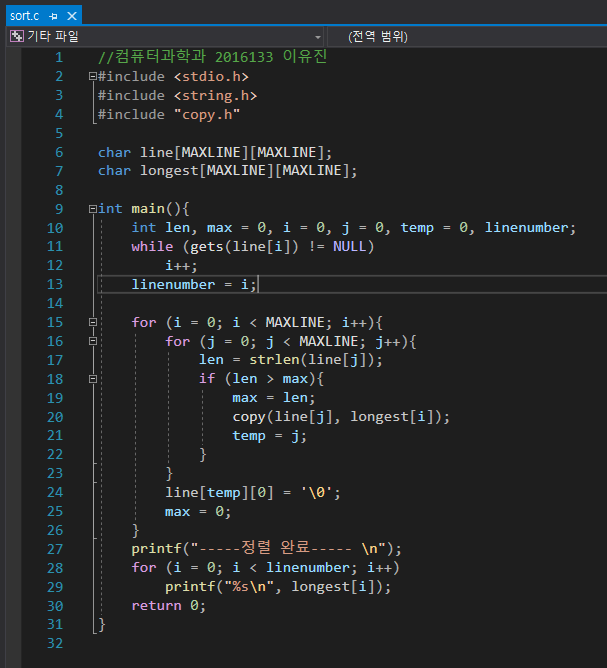 sort.c
기타 파일 (전역 범위)
1 //컴퓨터과학과 2016133 이유진
2 #include <stdio.h>
3 #include <string.h>
4 #include "copy.h"
5
6 char line[MAXLINE][MAXLINE];
7 char longest[MAXLINE][MAXLINE];
8
9 int main(){
10 int len, max = 0, i = 0, j = 0, temp = 0, linenumber;
11 while (gets(line[i]) != NULL)
12 i++;
13 linenumber = i;
14
15 for (i = 0; i < MAXLINE; i++){
16 for (j = 0; j < MAXLINE; j++){
17 len = strlen(line[j]);
18 if (len > max){
19 max = len;
20 copy(line[j], longest[i]);
21 temp = j;
22 }
23 }
24 line[temp][0] = '\0';
25 max = 0;
26 }
27 printf("-----정렬 완료----- \n");
28 for (i = 0; i < linenumber; i++)
29 printf("%s\n", longest[i]);
30 return 0;
31 }
32